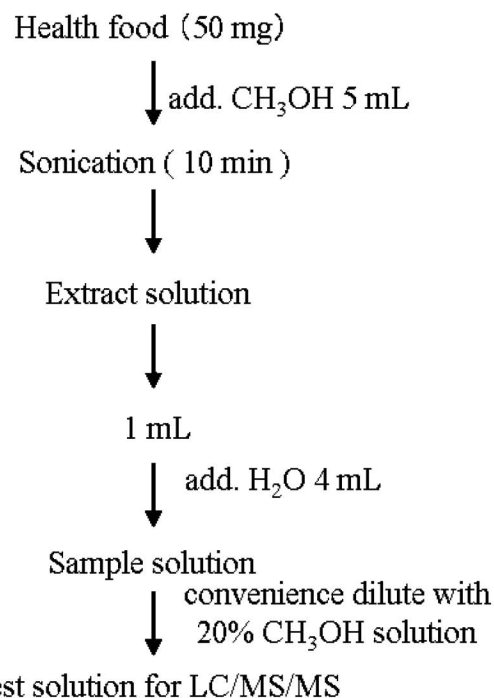 Health food (50 mg)
add. CH₃OH 5 mL
Sonication ( 10 min )
Extract solution
1 mL
add. H₂O 4 mL
Sample solution
convenience dilute with
20% CH₃OH solution
solution for LC/MS/MS